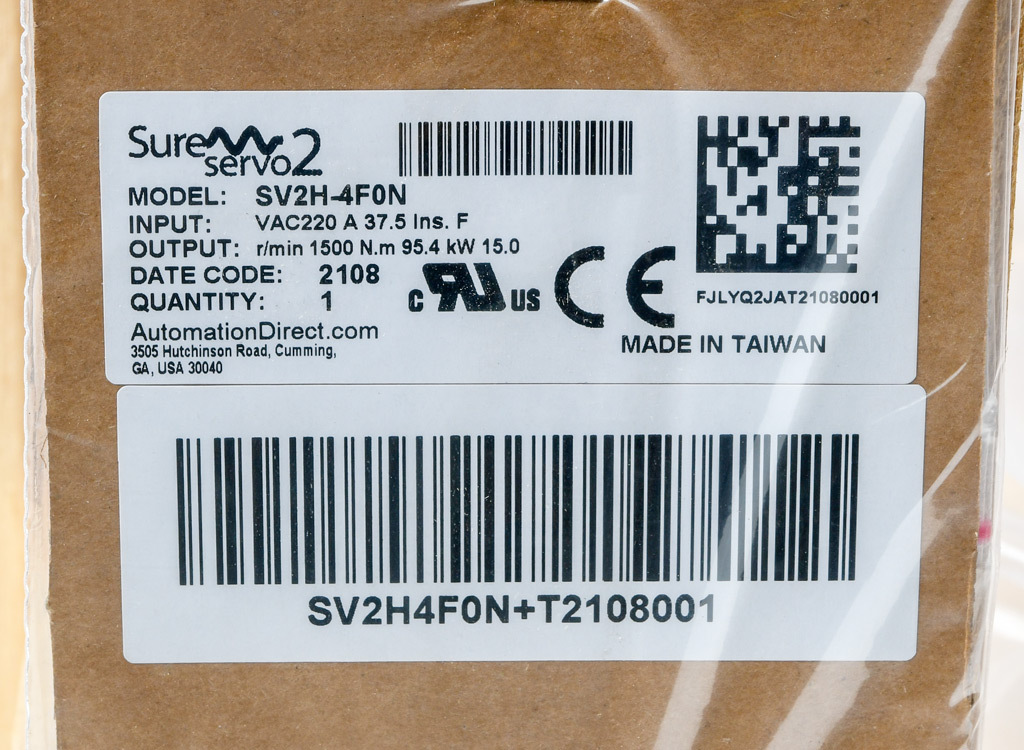 Sure servo2
MODEL: SV2H-4F0N
INPUT: VAC220 A 37.5 Ins. F
OUTPUT: r/min 1500 N.m 95.4 kW 15.0
DATE CODE: 2108
QUANTITY: 1
c RU US CE
AutomationDirect.com
3505 Hutchinson Road, Cumming,
GA, USA 30040
FJLYQ2JAT21080001
MADE IN TAIWAN
SV2H4F0N+T2108001